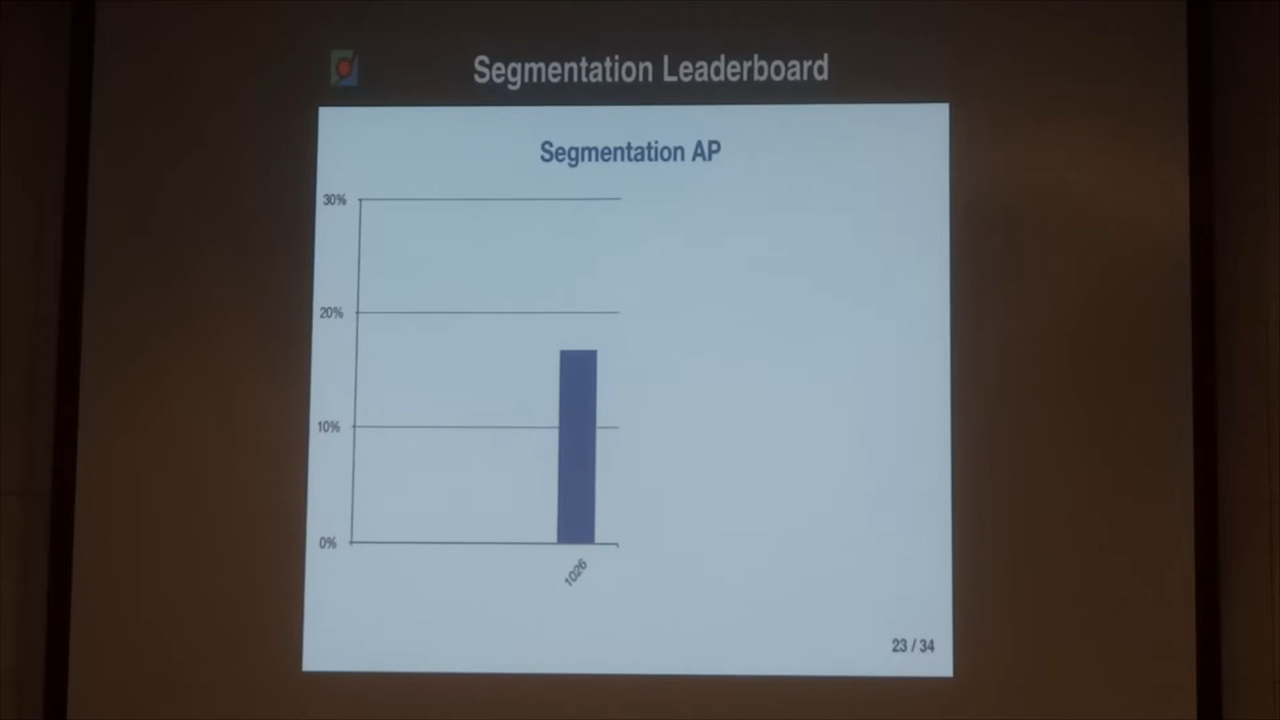 Segmentation Leaderboard
Segmentation AP
30%
20%
10%
0%
1026
23 / 34